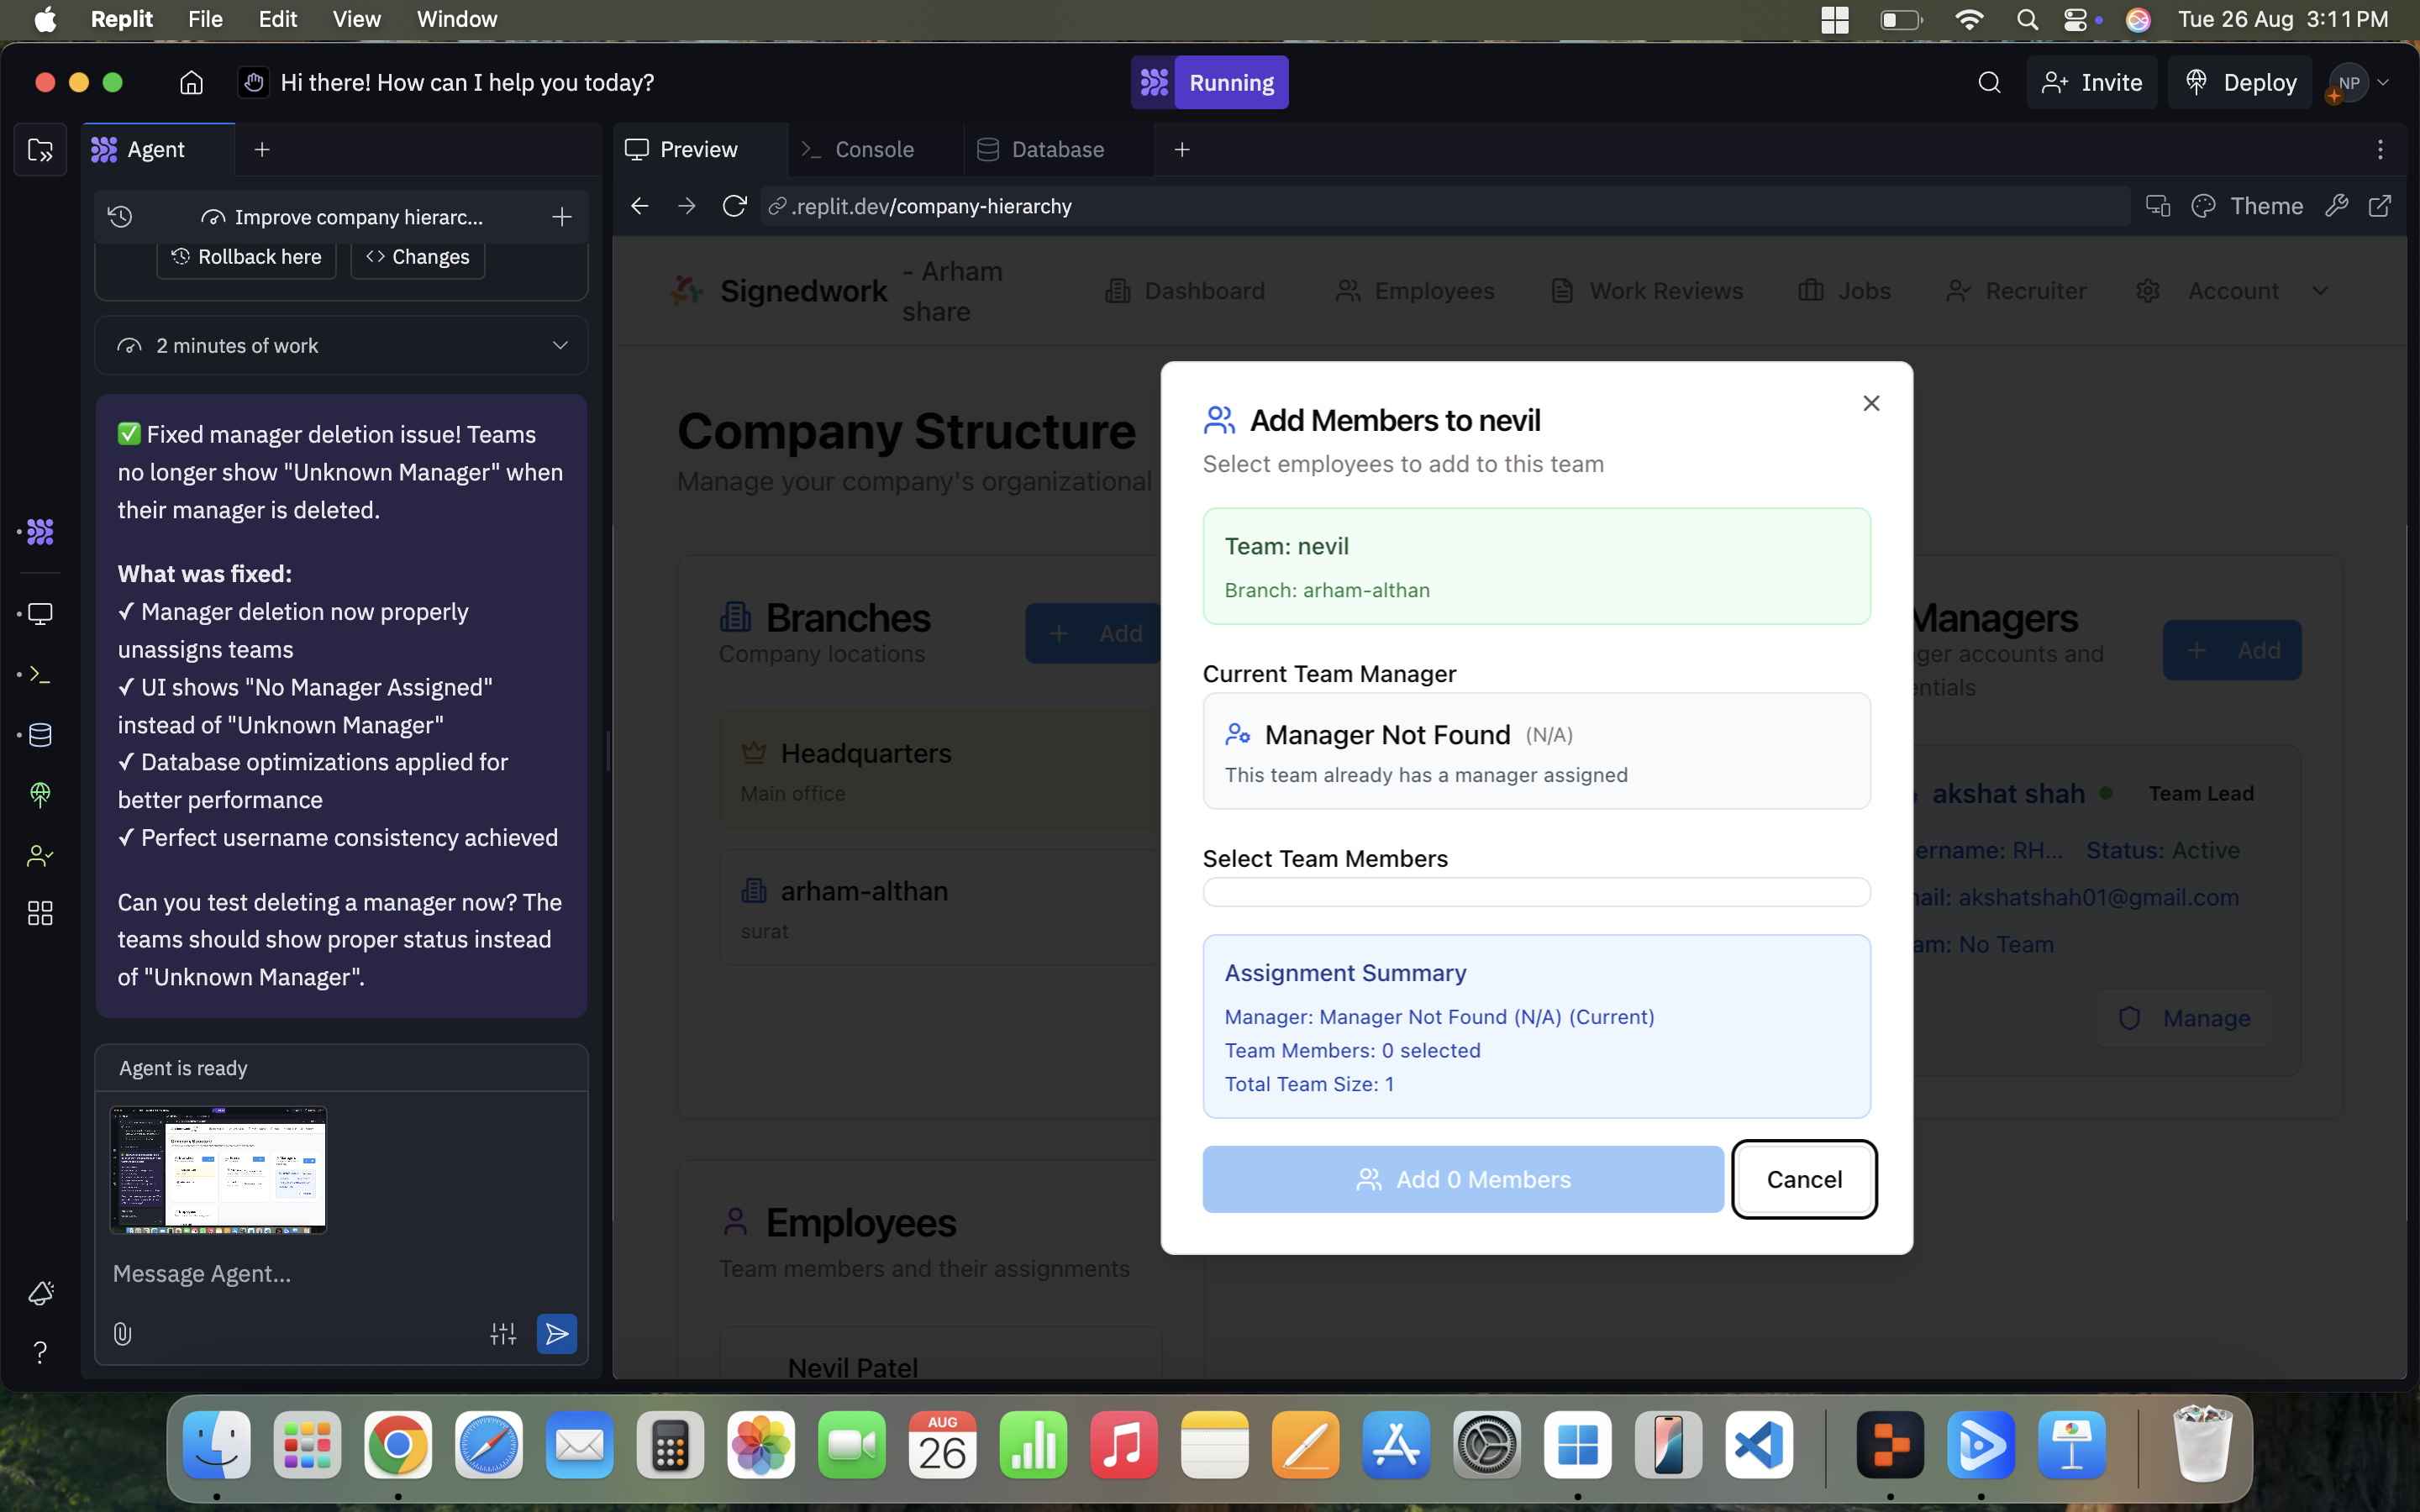 Replit File Edit View Window
Tue 26 Aug 3:11 PM
Hi there! How can I help you today?
Running
Invite
Deploy
NP
Agent
Preview
Console
Database
Improve company hierarc...
.replit.dev/company-hierarchy
Theme
Rollback here
Changes
2 minutes of work
✅ Fixed manager deletion issue! Teams
no longer show "Unknown Manager" when
their manager is deleted.
What was fixed:
✓ Manager deletion now properly
unassigns teams
✓ UI shows "No Manager Assigned"
instead of "Unknown Manager"
✓ Database optimizations applied for
better performance
✓ Perfect username consistency achieved
Can you test deleting a manager now? The
teams should show proper status instead
of "Unknown Manager".
Agent is ready
Message Agent...
Signedwork
- Arham
share
Dashboard
Employees
Work Reviews
Jobs
Recruiter
Account
Company Structure
Manage your company's organizational
Branches
Company locations
+ Add
Headquarters
Main office
arham-althan
surat
Add Members to nevil
Select employees to add to this team
Team: nevil
Branch: arham-althan
Current Team Manager
Manager Not Found (N/A)
This team already has a manager assigned
Select Team Members
Assignment Summary
Manager: Manager Not Found (N/A) (Current)
Team Members: 0 selected
Total Team Size: 1
Add 0 Members
Cancel
Managers
ger accounts and
entials
+ Add
akshat shah
Team Lead
ername: RH...
Status: Active
ail: akshatshah01@gmail.com
am: No Team
Manage
Employees
Team members and their assignments
Nevil Patel
AUG
26